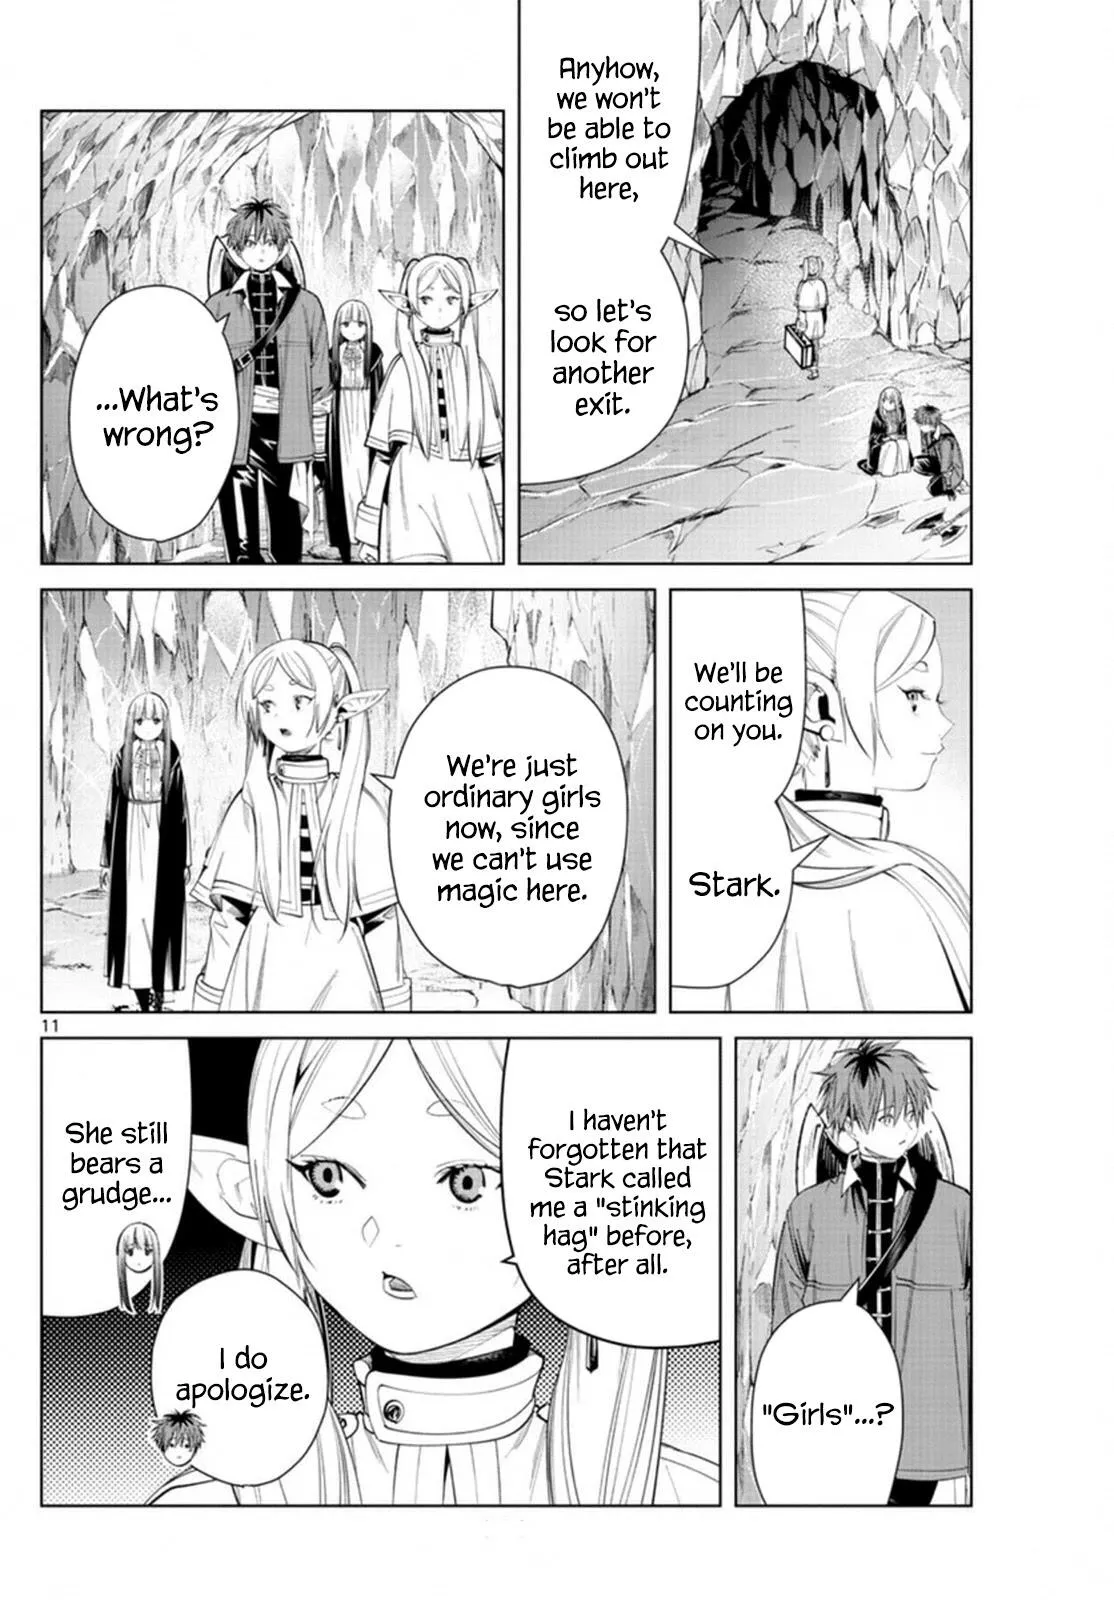 Anyhow,
we won't
be able to
climb out
here,
so let's
look for
another
exit.
...What's
wrong?
We'll be
counting
on you.
Stark.
We're just
ordinary girls
now, since
we can't use
magic here.
11
"Girls"...?
I haven't
forgotten that
Stark called
me a "stinking
hag" before,
after all.
She still
bears a
grudge...
I do
apologize.